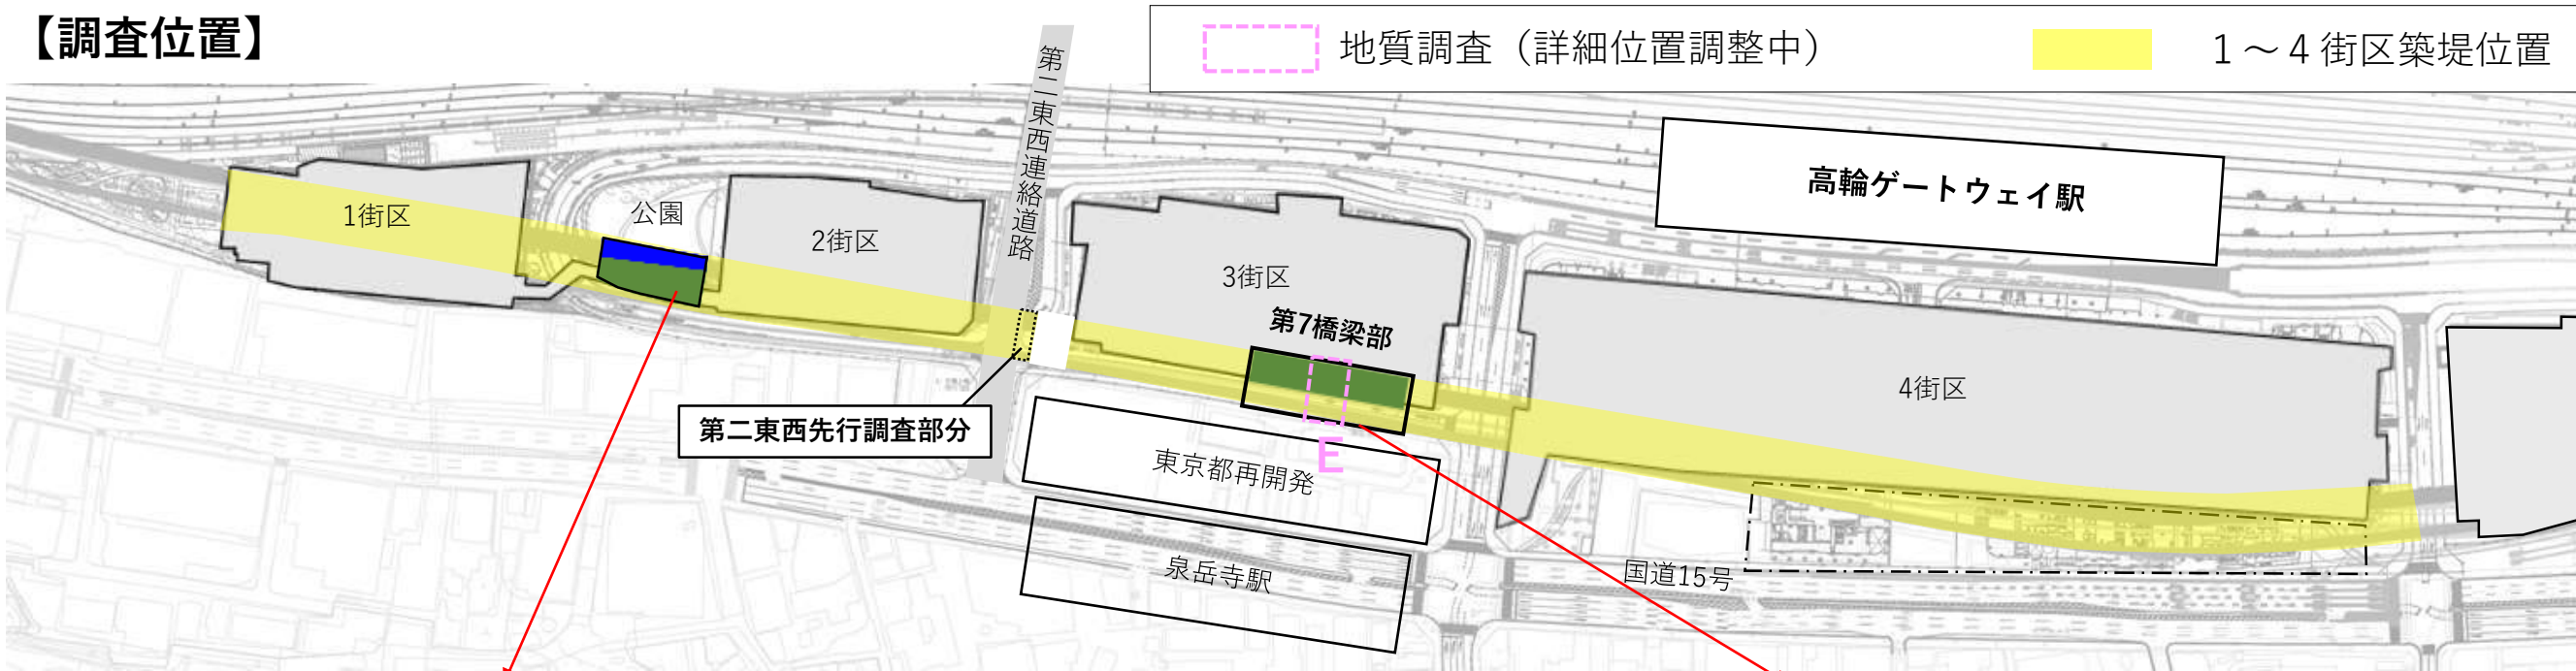 【調査位置】
地質調査（詳細位置調整中）
１～４街区築堤位置
第二東西連絡道路
高輪ゲートウェイ駅
1街区
公園
2街区
3街区
第7橋梁部
4街区
第二東西先行調査部分
E
東京都再開発
泉岳寺駅
国道15号